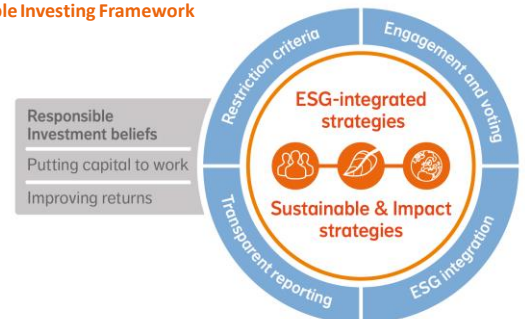 Investing Framework
Responsible
Investment beliefs
Putting capital to work
Improving returns
Restriction criteria
Engagement and voting
ESG-integrated
strategies
Sustainable & Impact
strategies
Transparent reporting
ESG integration